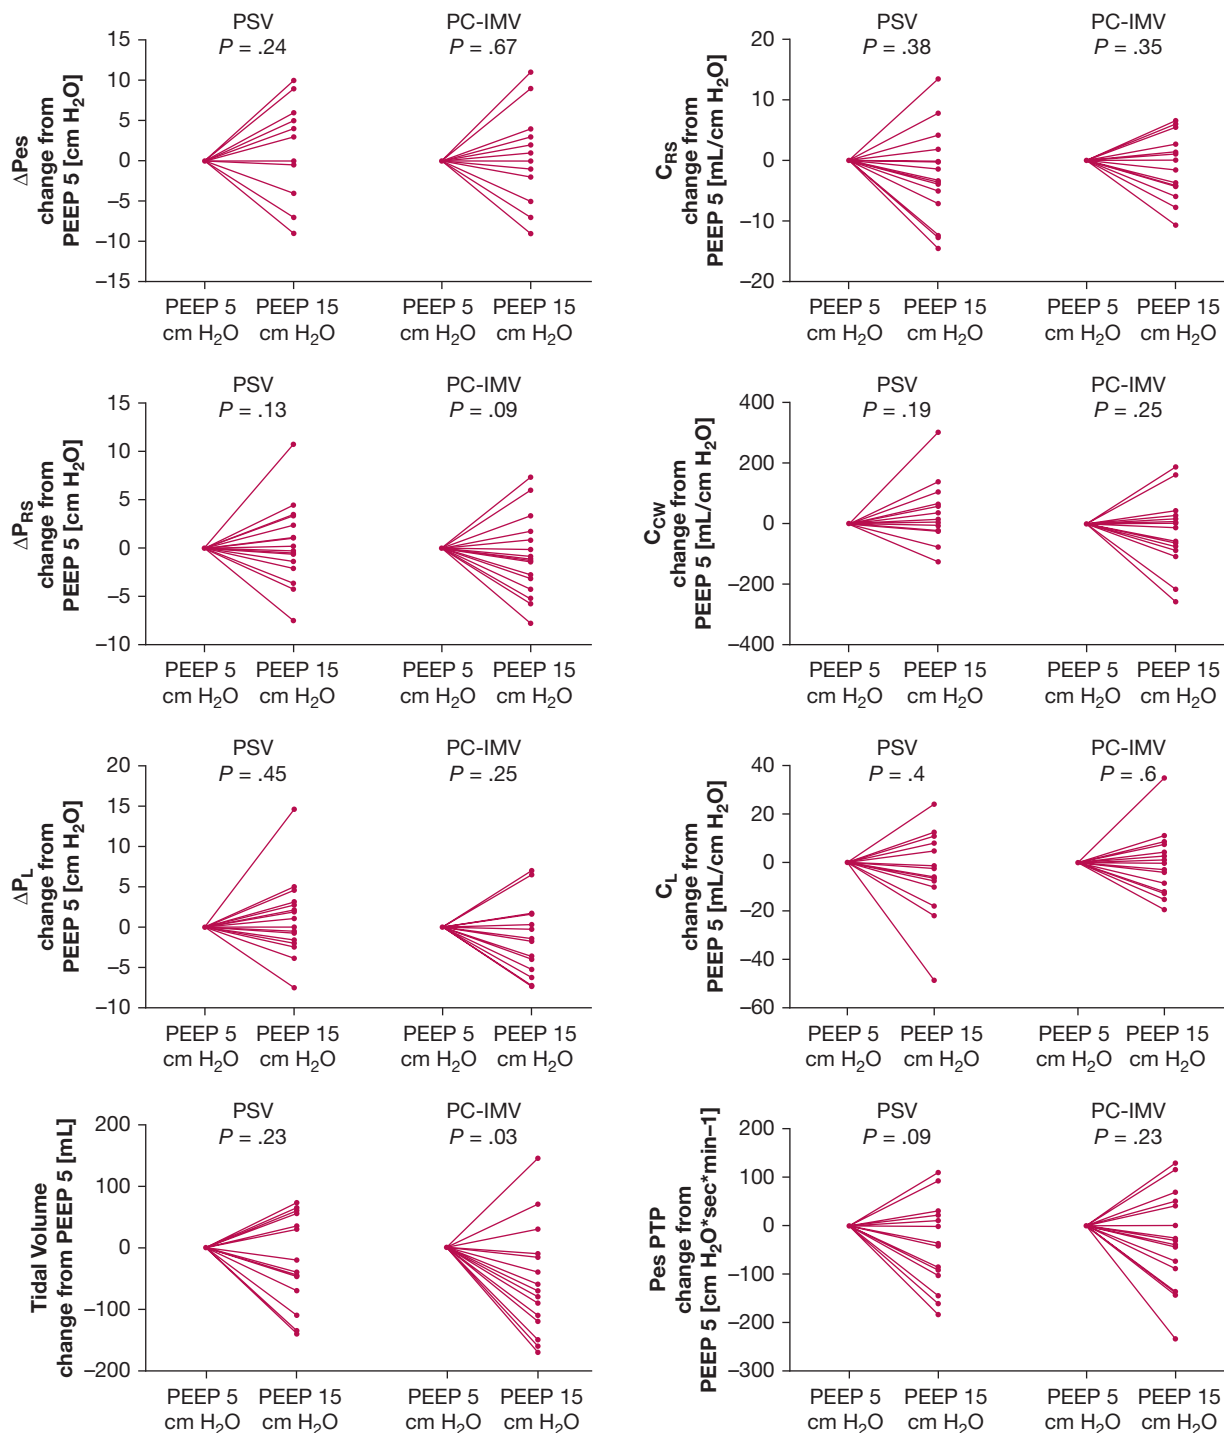 ΔPes
change from
PEEP 5 [cm H₂O]
PSV
P = .24
PC-IMV
P = .67
15
10
5
0
–5
–10
–15
PEEP 5
cm H₂O
PEEP 15
cm H₂O
PEEP 5
cm H₂O
PEEP 15
cm H₂O
C_RS
change from
PEEP 5 [mL/cm H₂O]
PSV
P = .38
PC-IMV
P = .35
20
10
0
–10
–20
PEEP 5
cm H₂O
PEEP 15
cm H₂O
PEEP 5
cm H₂O
PEEP 15
cm H₂O
ΔP_RS
change from
PEEP 5 [cm H₂O]
PSV
P = .13
PC-IMV
P = .09
15
10
5
0
–5
–10
PEEP 5
cm H₂O
PEEP 15
cm H₂O
PEEP 5
cm H₂O
PEEP 15
cm H₂O
C_CW
change from
PEEP 5 [mL/cm H₂O]
PSV
P = .19
PC-IMV
P = .25
400
200
0
–200
–400
PEEP 5
cm H₂O
PEEP 15
cm H₂O
PEEP 5
cm H₂O
PEEP 15
cm H₂O
ΔP_L
change from
PEEP 5 [cm H₂O]
PSV
P = .45
PC-IMV
P = .25
20
15
10
5
0
–5
–10
PEEP 5
cm H₂O
PEEP 15
cm H₂O
PEEP 5
cm H₂O
PEEP 15
cm H₂O
C_L
change from
PEEP 5 [mL/cm H₂O]
PSV
P = .4
PC-IMV
P = .6
40
20
0
–20
–40
–60
PEEP 5
cm H₂O
PEEP 15
cm H₂O
PEEP 5
cm H₂O
PEEP 15
cm H₂O
Tidal Volume
change from PEEP 5 [mL]
PSV
P = .23
PC-IMV
P = .03
200
100
0
–100
–200
PEEP 5
cm H₂O
PEEP 15
cm H₂O
PEEP 5
cm H₂O
PEEP 15
cm H₂O
Pes PTP
change from
PEEP 5 [cm H₂O*sec*min–1]
PSV
P = .09
PC-IMV
P = .23
200
100
0
–100
–200
–300
PEEP 5
cm H₂O
PEEP 15
cm H₂O
PEEP 5
cm H₂O
PEEP 15
cm H₂O